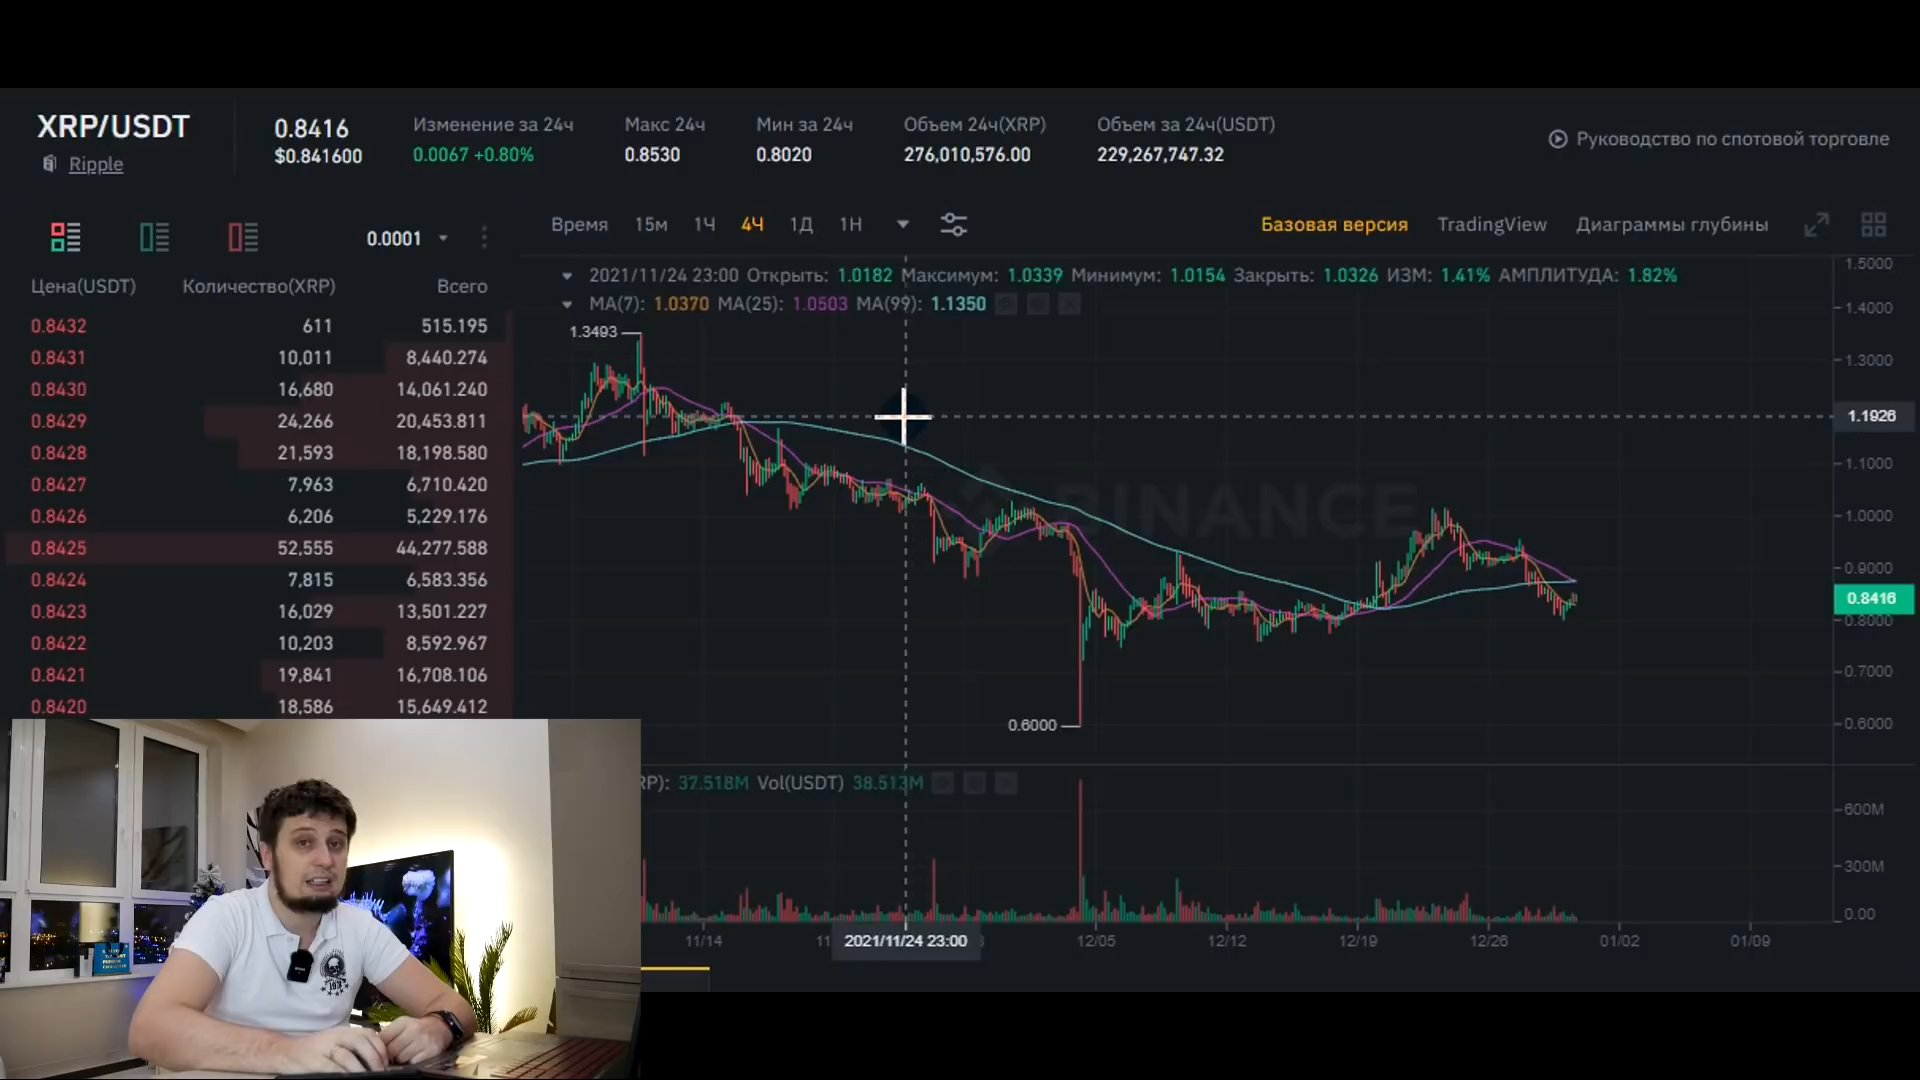 XRP/USDT
Ripple
0.8416
$0.841600
Изменение за 24ч
0.0067 +0.80%
Макс 24ч
0.8530
Мин за 24ч
0.8020
Объем 24ч(XRP)
276,010,576.00
Объем за 24ч(USDT)
229,267,747.32
Руководство по спотовой торговле
0.0001
Время 15м 1Ч 4Ч 1Д 1Н
Базовая версия TradingView Диаграммы глубины
Цена(USDT) Количество(XRP) Всего
0.8432 611 515.195
0.8431 10,011 8,440.274
0.8430 16,680 14,061.240
0.8429 24,266 20,453.811
0.8428 21,593 18,198.580
0.8427 7,963 6,710.420
0.8426 6,206 5,229.176
0.8425 52,555 44,277.588
0.8424 7,815 6,583.356
0.8423 16,029 13,501.227
0.8422 10,203 8,592.967
0.8421 19,841 16,708.106
0.8420 18,586 15,649.412
2021/11/24 23:00 Открыть: 1.0182 Максимум: 1.0339 Минимум: 1.0154 Закрыть: 1.0326 ИЗМ: 1.41% АМПЛИТУДА: 1.82%
MA(7): 1.0370 MA(25): 1.0503 MA(99): 1.1350
1.3493
BINANCE
0.6000
1.5000
1.4000
1.3000
1.1926
1.1000
1.0000
0.9000
0.8416
0.8000
0.7000
0.6000
RP): 37.518M Vol(USDT) 38.513M
600M
300M
0.00
11/14 11 2021/11/24 23:00 12/05 12/12 12/19 12/26 01/02 01/09